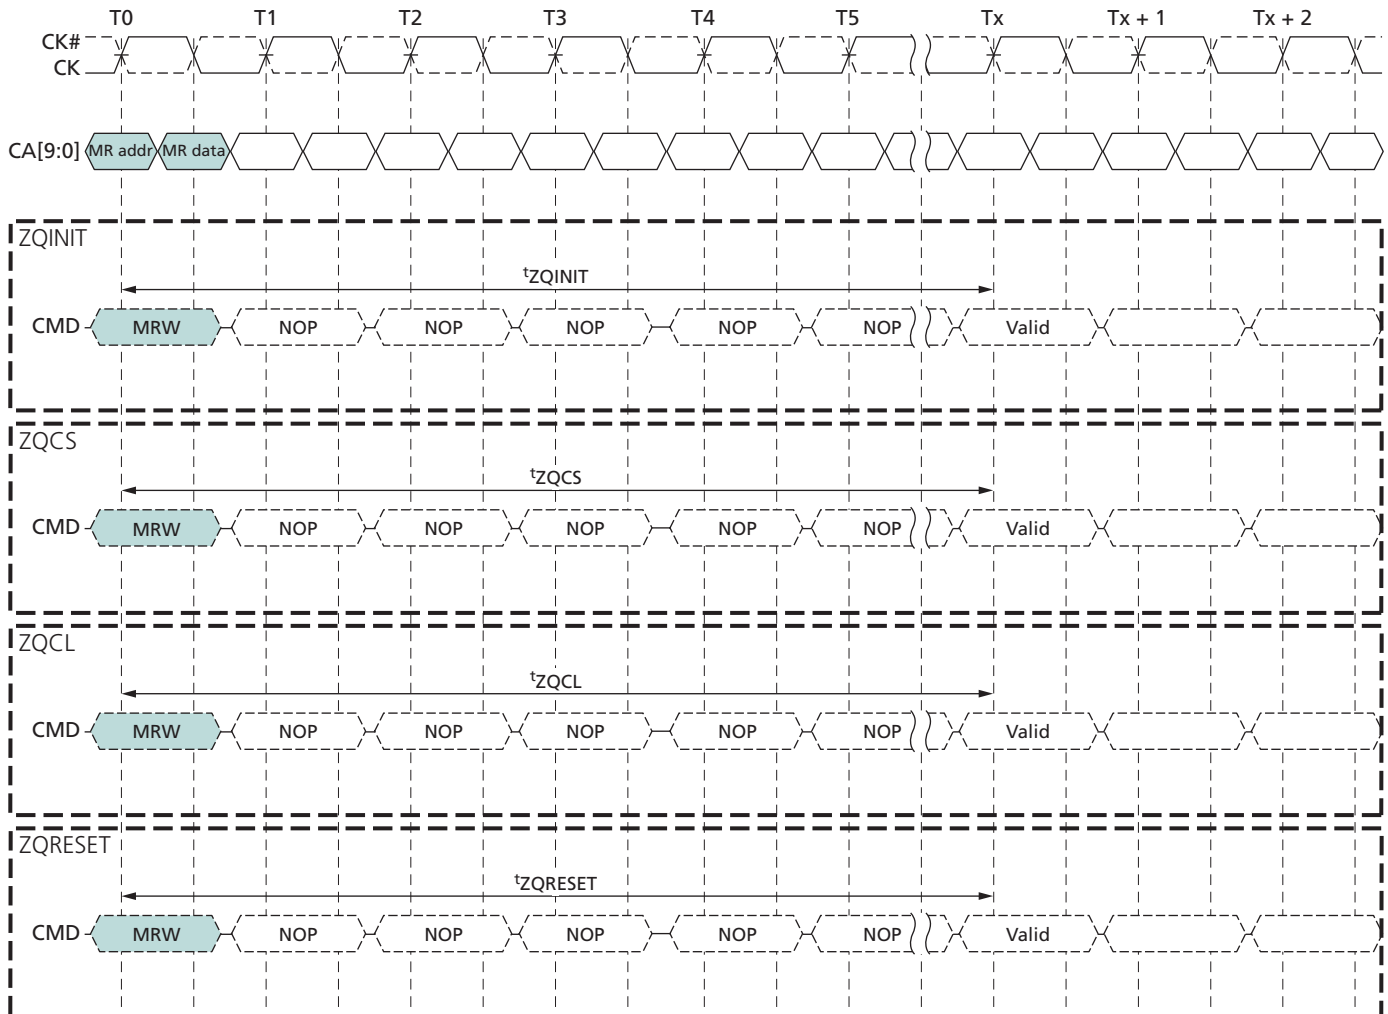 T0 T1 T2 T3 T4 T5 Tx Tx + 1 Tx + 2
CK#
CK
CA[9:0] MR addr MR data
ZQINIT
tZQINIT
CMD MRW NOP NOP NOP NOP NOP Valid
ZQCS
tZQCS
CMD MRW NOP NOP NOP NOP NOP Valid
ZQCL
tZQCL
CMD MRW NOP NOP NOP NOP NOP Valid
ZQRESET
tZQRESET
CMD MRW NOP NOP NOP NOP NOP Valid